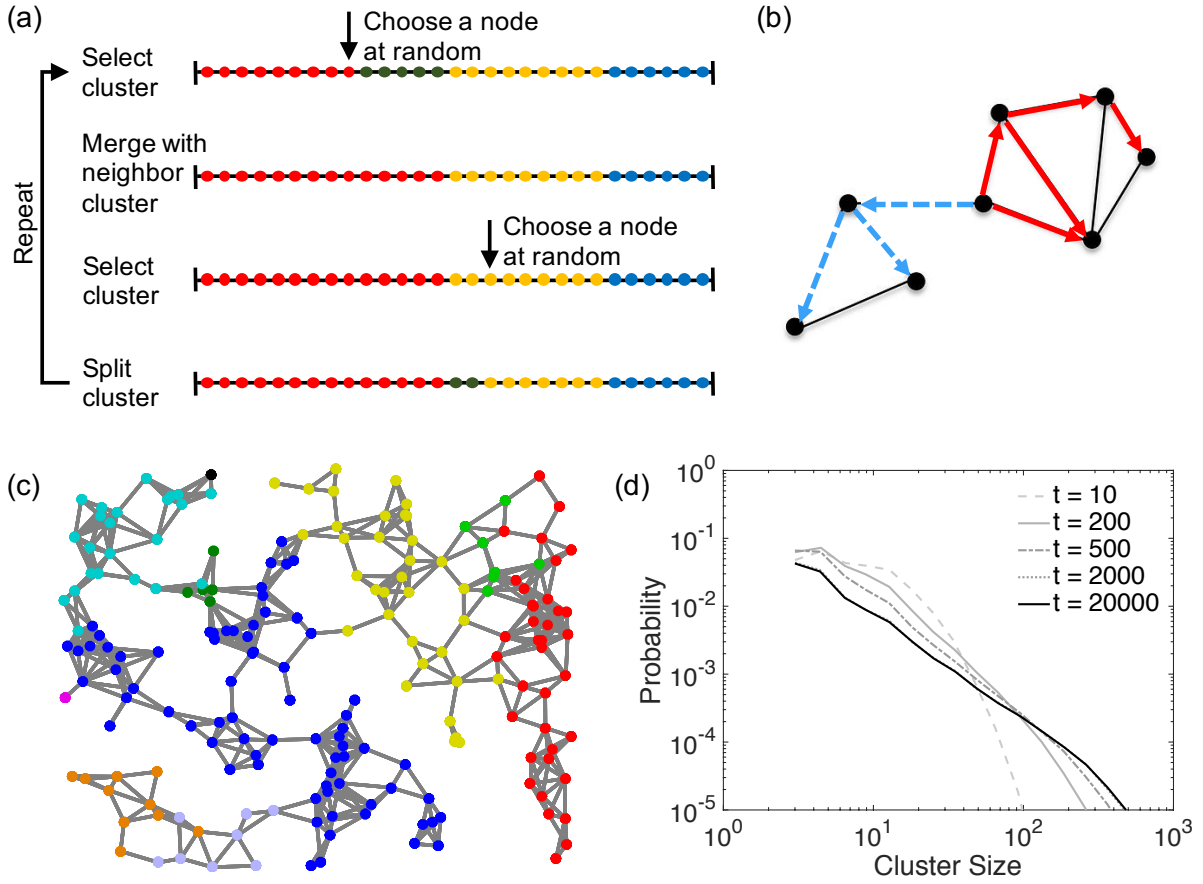 (a)
Choose a node
at random
Select
cluster
Merge with
neighbor
cluster
Repeat
Choose a node
at random
Select
cluster
Split
cluster
(b)
(c)
(d)
10^0
10^-1
10^-2
10^-3
10^-4
10^-5
Probability
t = 10
t = 200
t = 500
t = 2000
t = 20000
10^0 10^1 10^2 10^3
Cluster Size